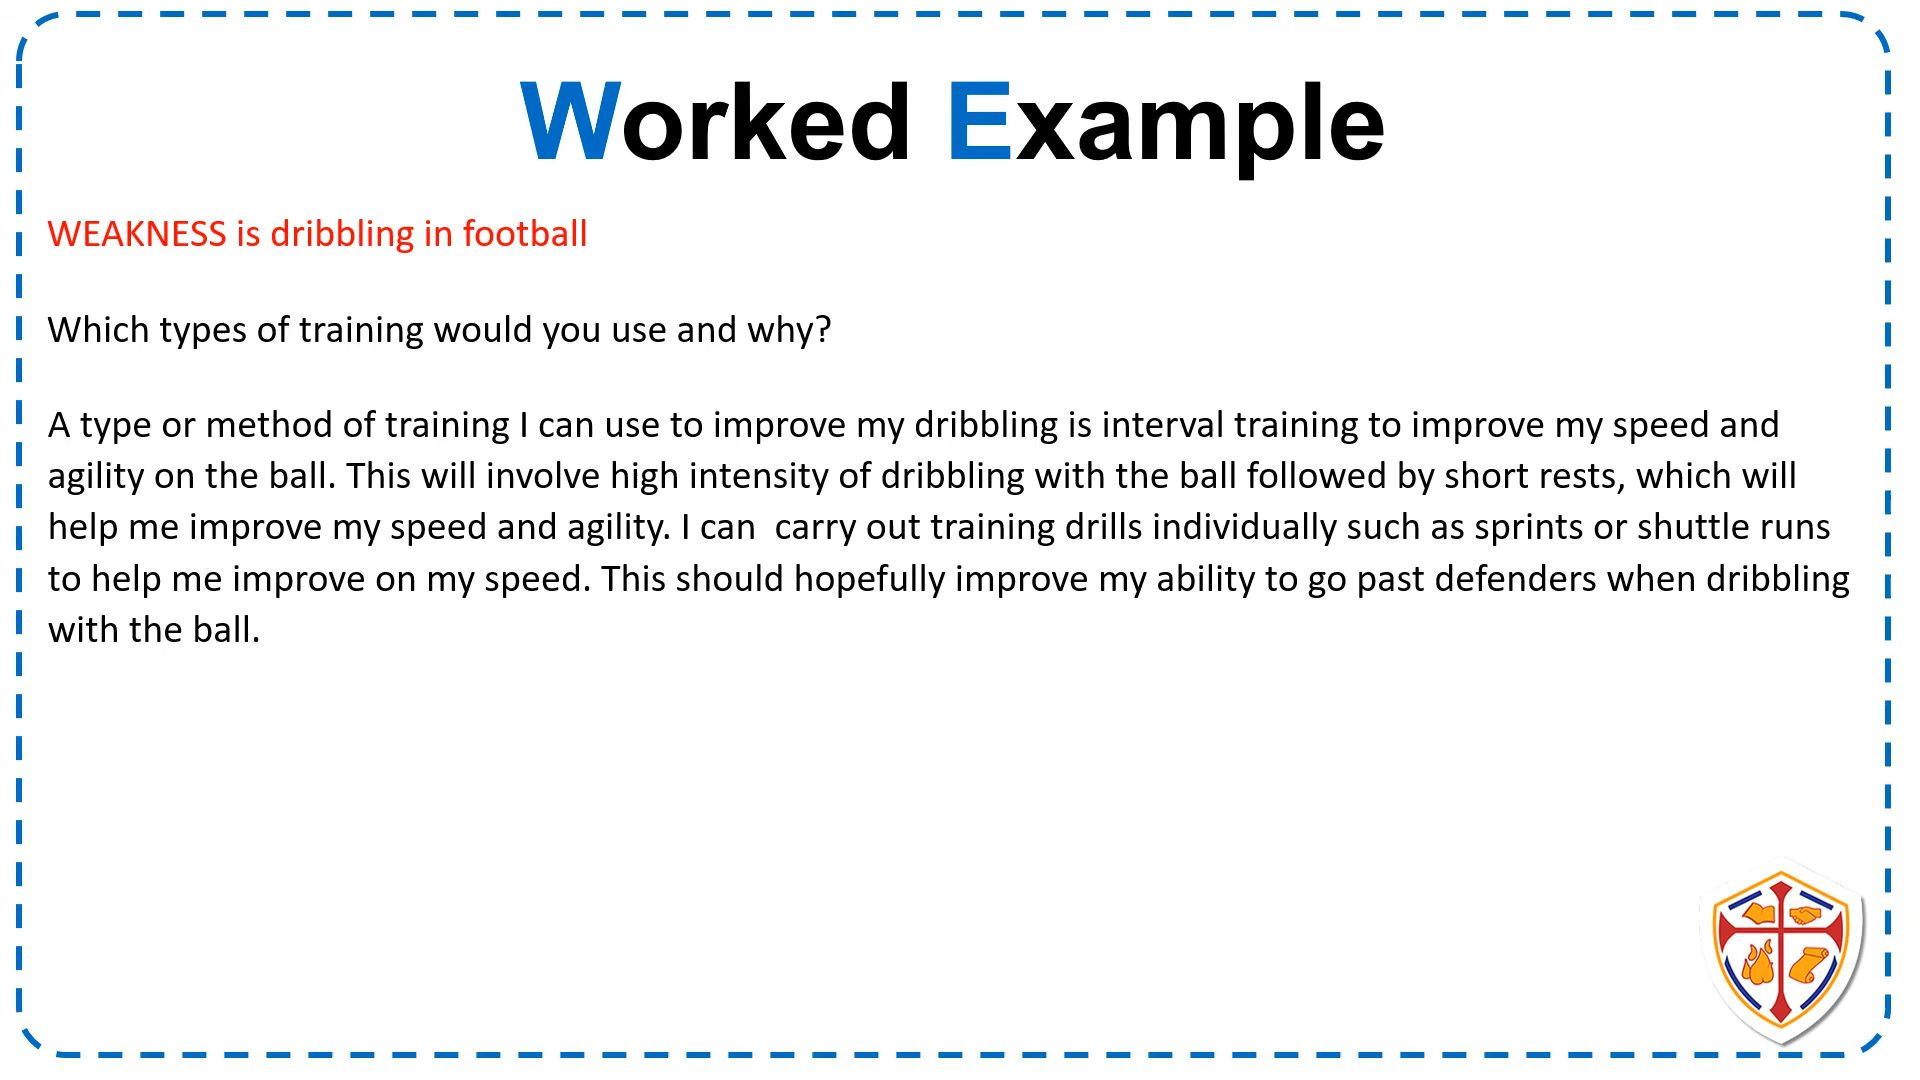 Worked Example
WEAKNESS is dribbling in football
Which types of training would you use and why?
A type or method of training I can use to improve my dribbling is interval training to improve my speed and
agility on the ball. This will involve high intensity of dribbling with the ball followed by short rests, which will
help me improve my speed and agility. I can  carry out training drills individually such as sprints or shuttle runs
to help me improve on my speed. This should hopefully improve my ability to go past defenders when dribbling
with the ball.